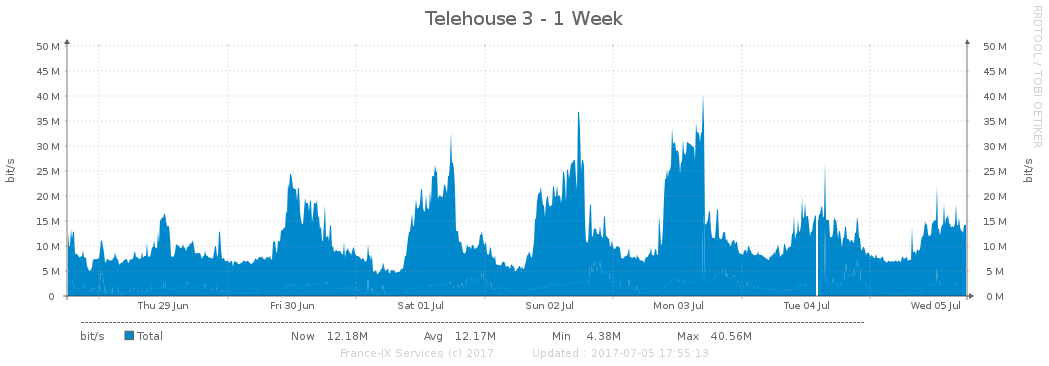 Telehouse 3 - 1 Week
RRDTOOL / TOBI OETIKER
50 M 50 M
45 M 45 M
40 M 40 M
35 M 35 M
30 M 30 M
25 M 25 M
20 M 20 M
15 M 15 M
10 M 10 M
5 M 5 M
0 0 M
bit/s
bit/s
Thu 29 Jun Fri 30 Jun Sat 01 Jul Sun 02 Jul Mon 03 Jul Tue 04 Jul Wed 05 Jul
bit/s Total Now 12.18M Avg 12.17M Min 4.38M Max 40.56M
France-IX Services (c) 2017 Updated : 2017-07-05 17:55:13